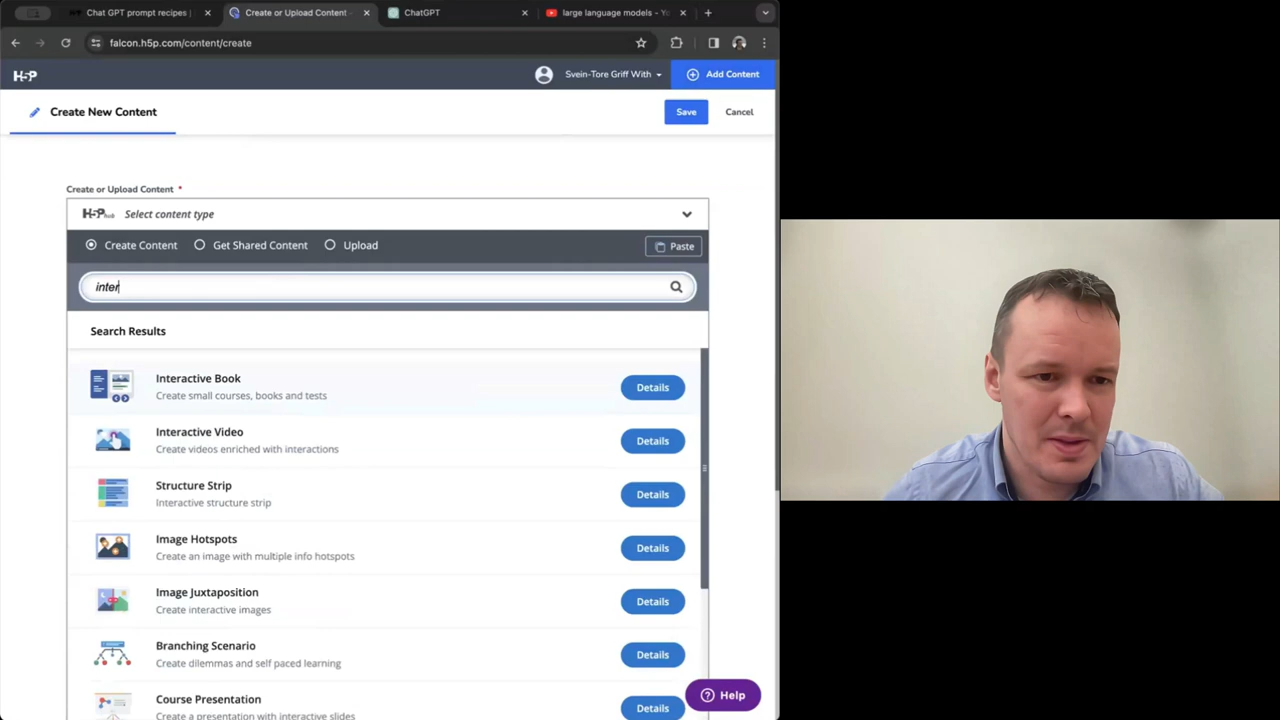 Chat GPT prompt recipes
Create or Upload Content -
ChatGPT
large language models - Yo
falcon.h5p.com/content/create
H5P
Svein-Tore Griff With
Add Content
Create New Content
Save
Cancel
Create or Upload Content *
H5Phub Select content type
Create Content
Get Shared Content
Upload
Paste
inter
Search Results
Interactive Book
Create small courses, books and tests
Details
Interactive Video
Create videos enriched with interactions
Details
Structure Strip
Interactive structure strip
Details
Image Hotspots
Create an image with multiple info hotspots
Details
Image Juxtaposition
Create interactive images
Details
Branching Scenario
Create dilemmas and self paced learning
Details
Course Presentation
Create a presentation with interactive slides
Details
Help